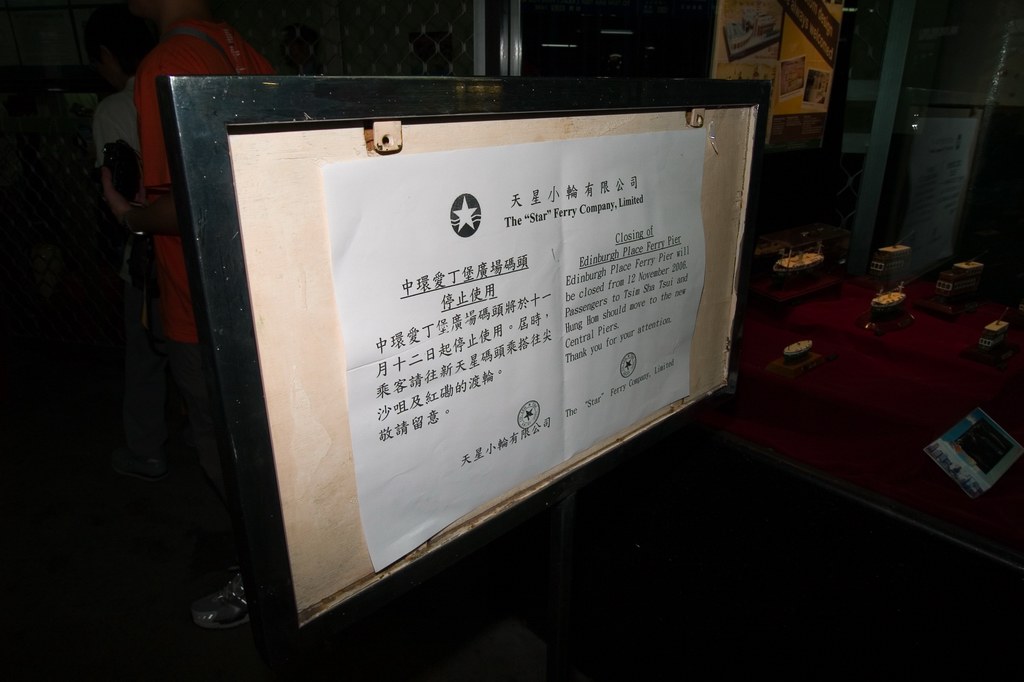 天星小輪有限公司
The "Star" Ferry Company, Limited
中環愛丁堡廣場碼頭
停止使用
中環愛丁堡廣場碼頭將於十一
月十二日起停止使用。屆時，
乘客請往新天星碼頭乘搭往尖
沙咀及紅磡的渡輪。
敬請留意。
天星小輪有限公司
Closing of
Edinburgh Place Ferry Pier
Edinburgh Place Ferry Pier will
be closed from 12 November 2006.
Passengers to Tsim Sha Tsui and
Hung Hom should move to the new
Central Piers.
Thank you for your attention.
The "Star" Ferry Company, Limited